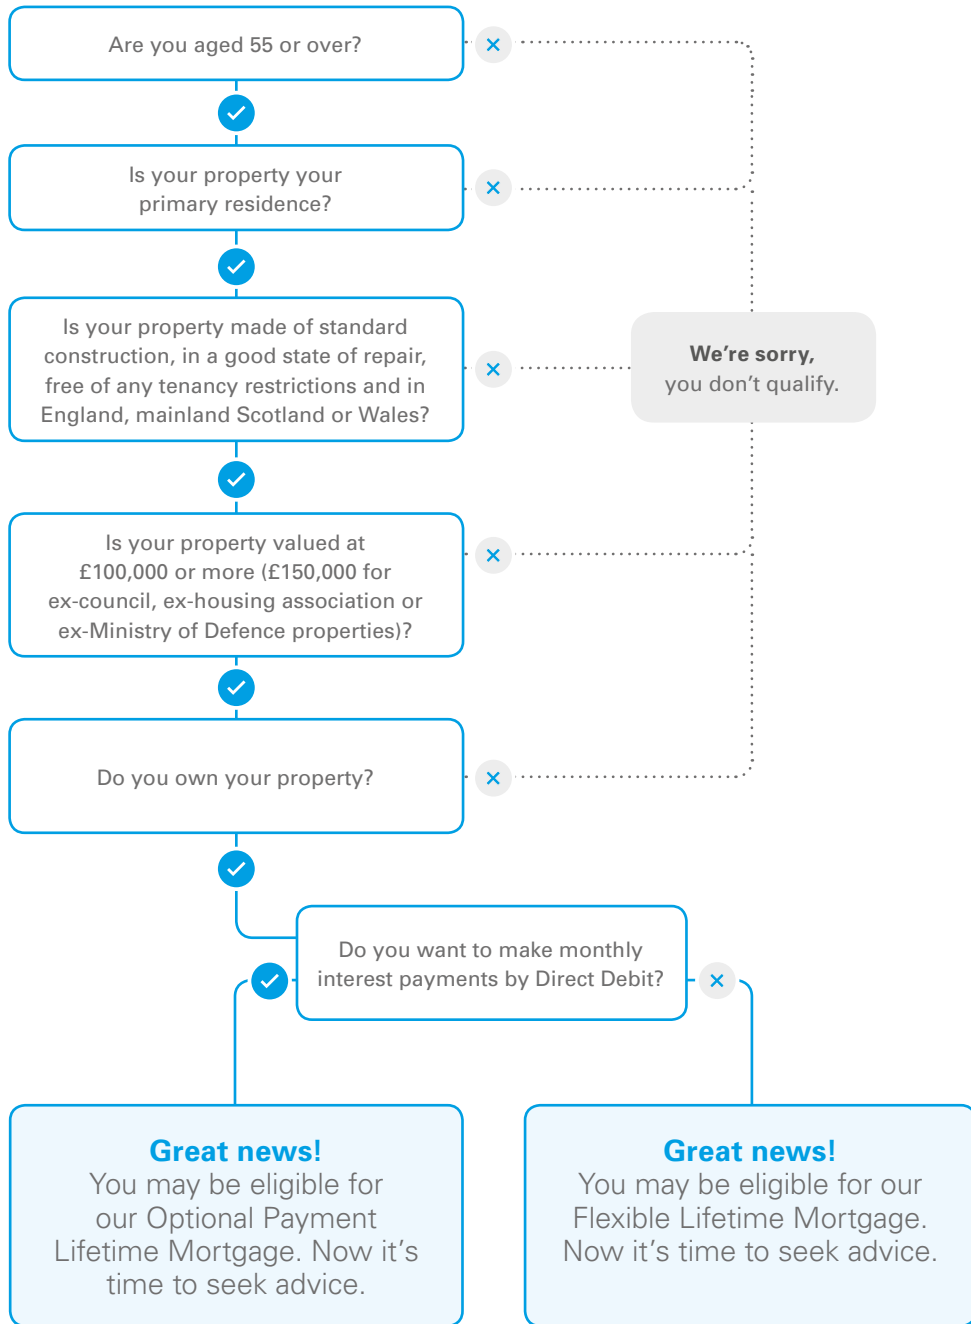 Are you aged 55 or over?
Is your property your
primary residence?
Is your property made of standard
construction, in a good state of repair,
free of any tenancy restrictions and in
England, mainland Scotland or Wales?
We're sorry,
you don't qualify.
Is your property valued at
£100,000 or more (£150,000 for
ex-council, ex-housing association or
ex-Ministry of Defence properties)?
Do you own your property?
Do you want to make monthly
interest payments by Direct Debit?
Great news!
You may be eligible for
our Optional Payment
Lifetime Mortgage. Now it's
time to seek advice.
Great news!
You may be eligible for our
Flexible Lifetime Mortgage.
Now it's time to seek advice.